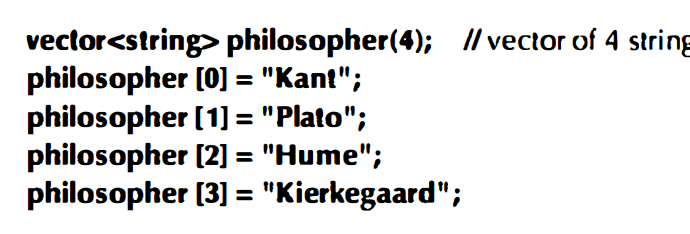 vector<string> philosopher(4); // vector of 4 string
philosopher [0] = "Kant";
philosopher [1] = "Plato";
philosopher [2] = "Hume";
philosopher [3] = "Kierkegaard";